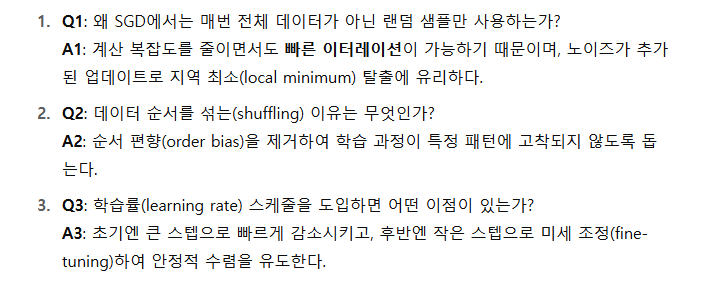 1. Q1: 왜 SGD에서는 매번 전체 데이터가 아닌 랜덤 샘플만 사용하는가?
A1: 계산 복잡도를 줄이면서도 빠른 이터레이션이 가능하기 때문이며, 노이즈가 추가
된 업데이트로 지역 최소(local minimum) 탈출에 유리하다.
2. Q2: 데이터 순서를 섞는(shuffling) 이유는 무엇인가?
A2: 순서 편향(order bias)을 제거하여 학습 과정이 특정 패턴에 고착되지 않도록 돕
는다.
3. Q3: 학습률(learning rate) 스케줄을 도입하면 어떤 이점이 있는가?
A3: 초기엔 큰 스텝으로 빠르게 감소시키고, 후반엔 작은 스텝으로 미세 조정(fine-
tuning)하여 안정적 수렴을 유도한다.